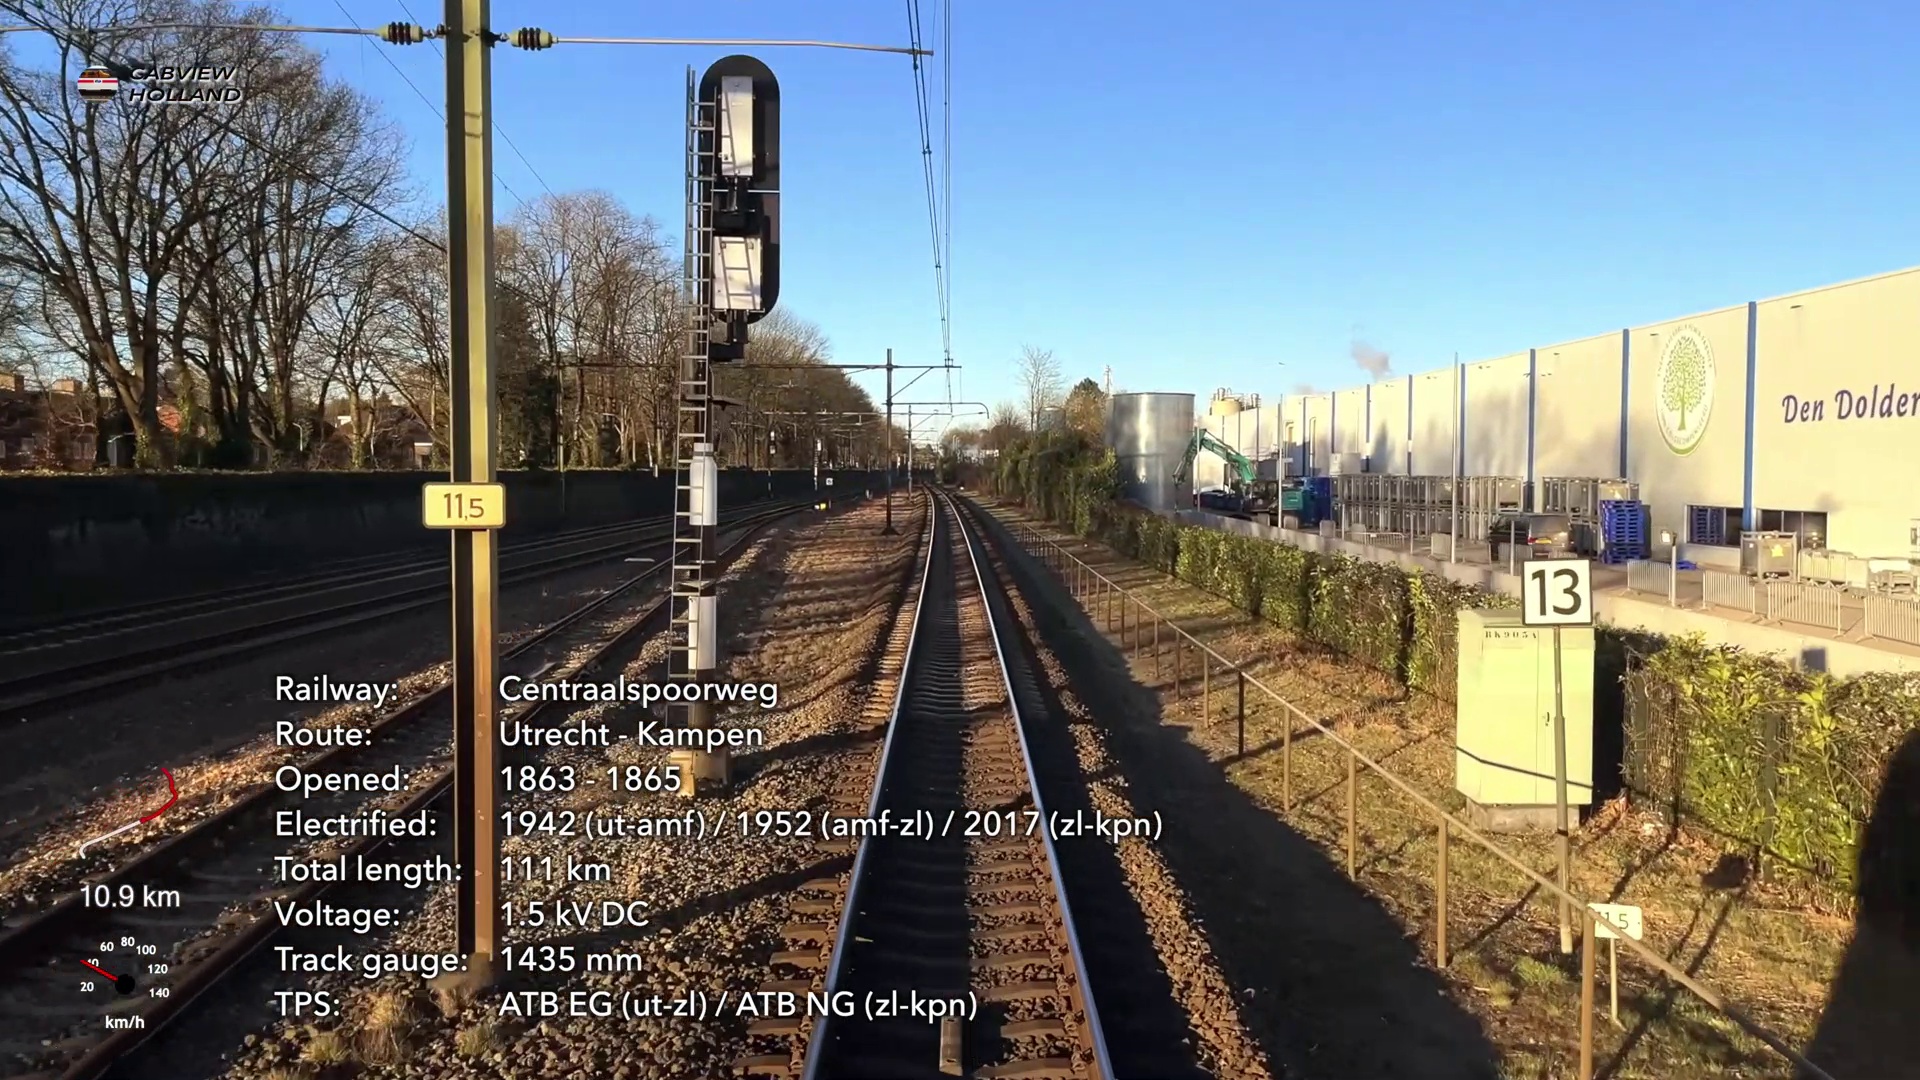 CABVIEW
HOLLAND
Den Dolder
11,5
13
BK905A
Railway: Centraalspoorweg
Route: Utrecht - Kampen
Opened: 1863 - 1865
Electrified: 1942 (ut-amf) / 1952 (amf-zl) / 2017 (zl-kpn)
Total length: 111 km
Voltage: 1.5 kV DC
Track gauge: 1435 mm
TPS: ATB EG (ut-zl) / ATB NG (zl-kpn)
10.9 km
20 40 60 80 100 120 140
km/h